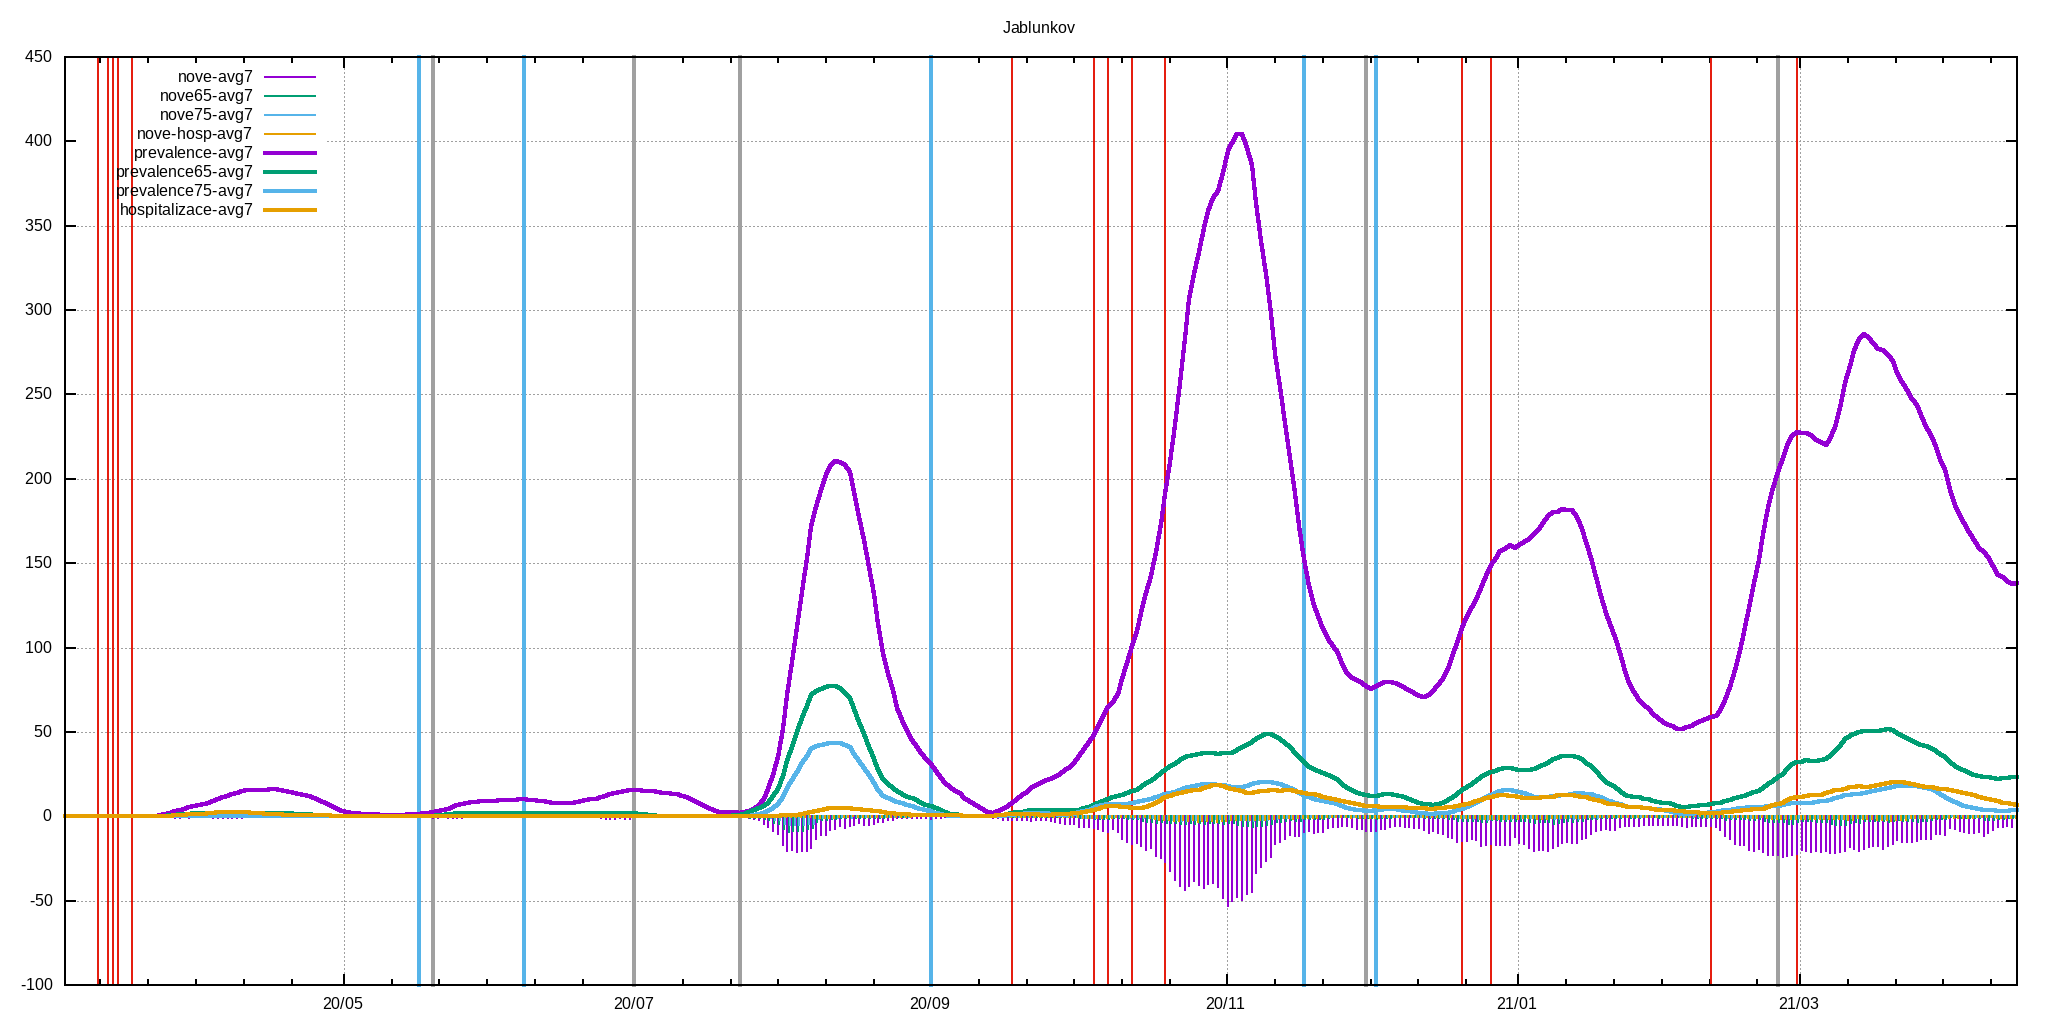 Jablunkov
450
400
350
300
250
200
150
100
50
0
-50
-100
nove-avg7
nove65-avg7
nove75-avg7
nove-hosp-avg7
prevalence-avg7
prevalence65-avg7
prevalence75-avg7
hospitalizace-avg7
20/05 20/07 20/09 20/11 21/01 21/03